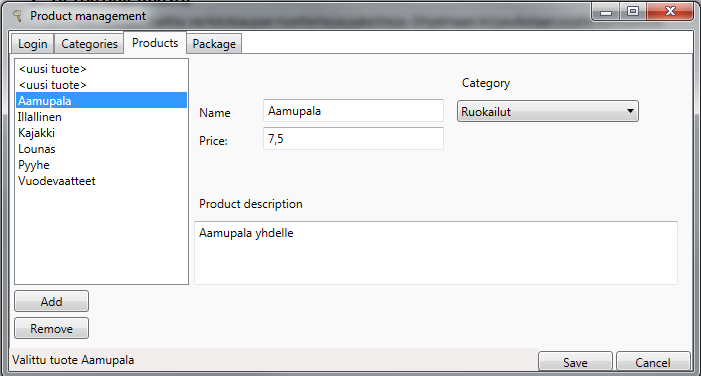 Product management
Login Categories Products Package
<uusi tuote>
<uusi tuote>
Aamupala
Illallinen
Kajakki
Lounas
Pyyhe
Vuodevaatteet
Category
Name Aamupala Ruokailut
Price: 7,5
Product description
Aamupala yhdelle
Add
Remove
Valittu tuote Aamupala
Save Cancel